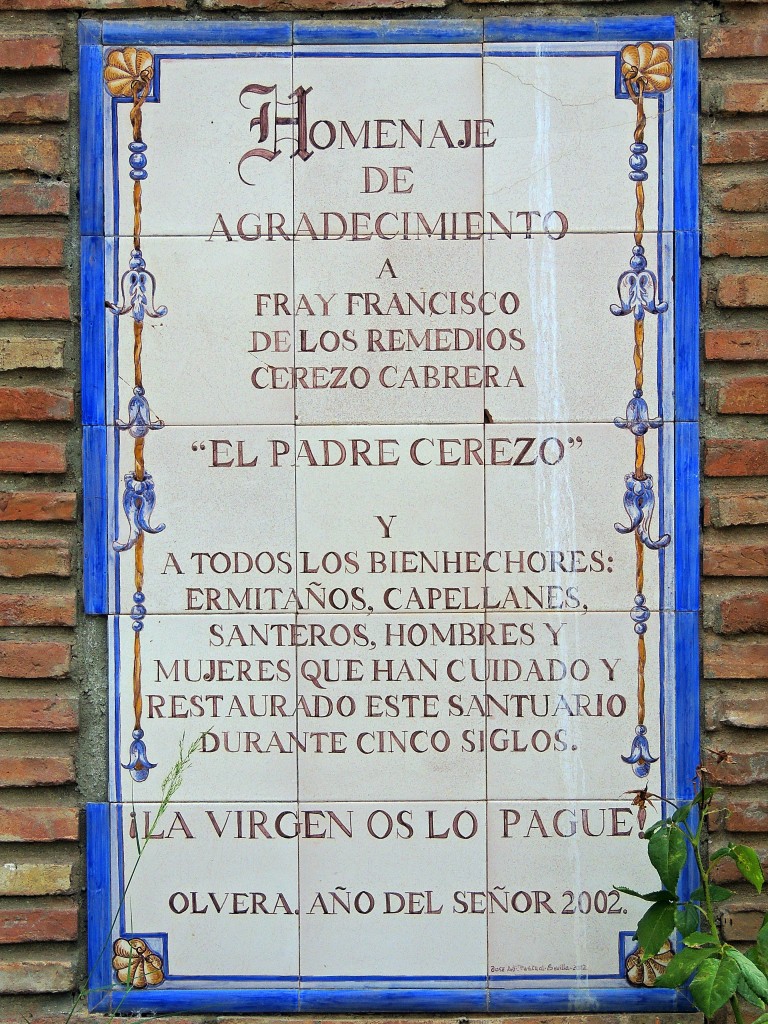 HOMENAJE
DE
AGRADECIMIENTO
A
FRAY FRANCISCO
DE LOS REMEDIOS
CEREZO CABRERA
"EL PADRE CEREZO"
Y
A TODOS LOS BIENHECHORES:
ERMITAÑOS, CAPELLANES,
SANTEROS, HOMBRES Y
MUJERES QUE HAN CUIDADO Y
RESTAURADO ESTE SANTUARIO
DURANTE CINCO SIGLOS.
¡LA VIRGEN OS LO PAGUE!
OLVERA. AÑO DEL SEÑOR 2002.